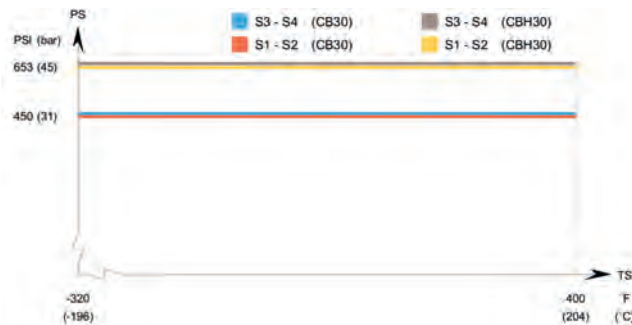 PS
PSI (bar)
S3 - S4 (CB30)
S3 - S4 (CBH30)
S1 - S2 (CB30)
S1 - S2 (CBH30)
653 (45)
450 (31)
TS
-320
400
°F
(-196)
(204)
(°C)